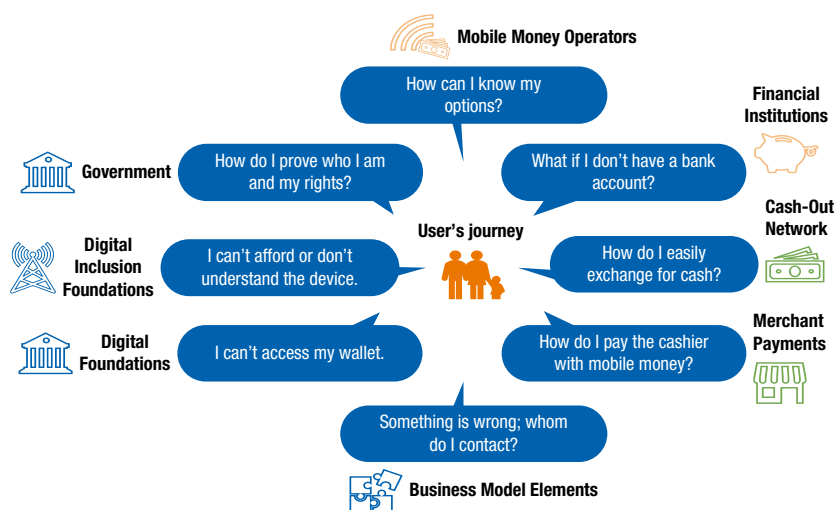 Mobile Money Operators
How can I know my
options?
Financial
Institutions
Government
How do I prove who I am
and my rights?
What if I don't have a bank
account?
User's journey
Cash-Out
Network
Digital
Inclusion
Foundations
I can't afford or don't
understand the device.
How do I easily
exchange for cash?
Digital
Foundations
I can't access my wallet.
How do I pay the cashier
with mobile money?
Merchant
Payments
Something is wrong; whom
do I contact?
Business Model Elements